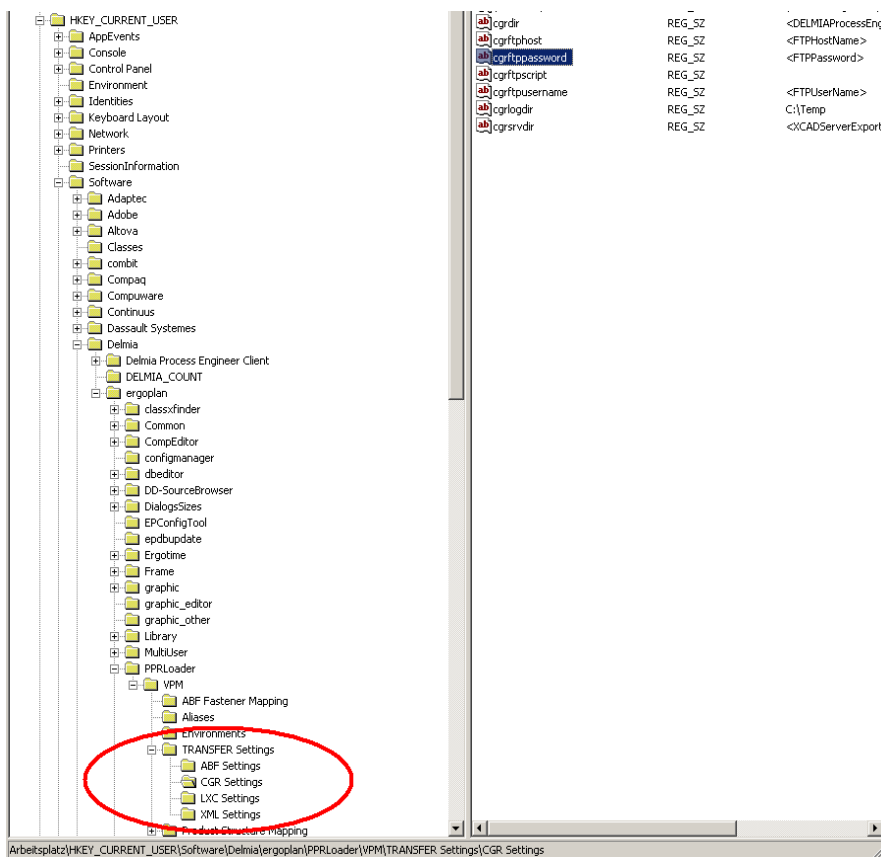 HKEY_CURRENT_USER
AppEvents
Console
Control Panel
Environment
Identities
Keyboard Layout
Network
Printers
SessionInformation
Software
Adaptec
Adobe
Altova
Classes
combit
Compaq
Compuware
Continuus
Dassault Systemes
Delmia
Delmia Process Engineer Client
DELMIA_COUNT
ergoplan
classxfinder
Common
CompEditor
configmanager
dbeditor
DD-SourceBrowser
DialogsSizes
EPConfigTool
epdbupdate
Ergotime
Frame
graphic
graphic_editor
graphic_other
Library
MultiUser
PPRLoader
VPM
ABF Fastener Mapping
Aliases
Environments
TRANSFER Settings
ABF Settings
CGR Settings
LXC Settings
XML Settings
Product Structure Mapping
cgrdir REG_SZ <DELMIAProcessEng
cgrftphost REG_SZ <FTPHostName>
cgrftppassword REG_SZ <FTPPassword>
cgrftpscript REG_SZ
cgrftpusername REG_SZ <FTPUserName>
cgrlogdir REG_SZ C:\Temp
cgrsrvdir REG_SZ <XCADServerExport
Arbeitsplatz\HKEY_CURRENT_USER\Software\Delmia\ergoplan\PPRLoader\VPM\TRANSFER Settings\CGR Settings